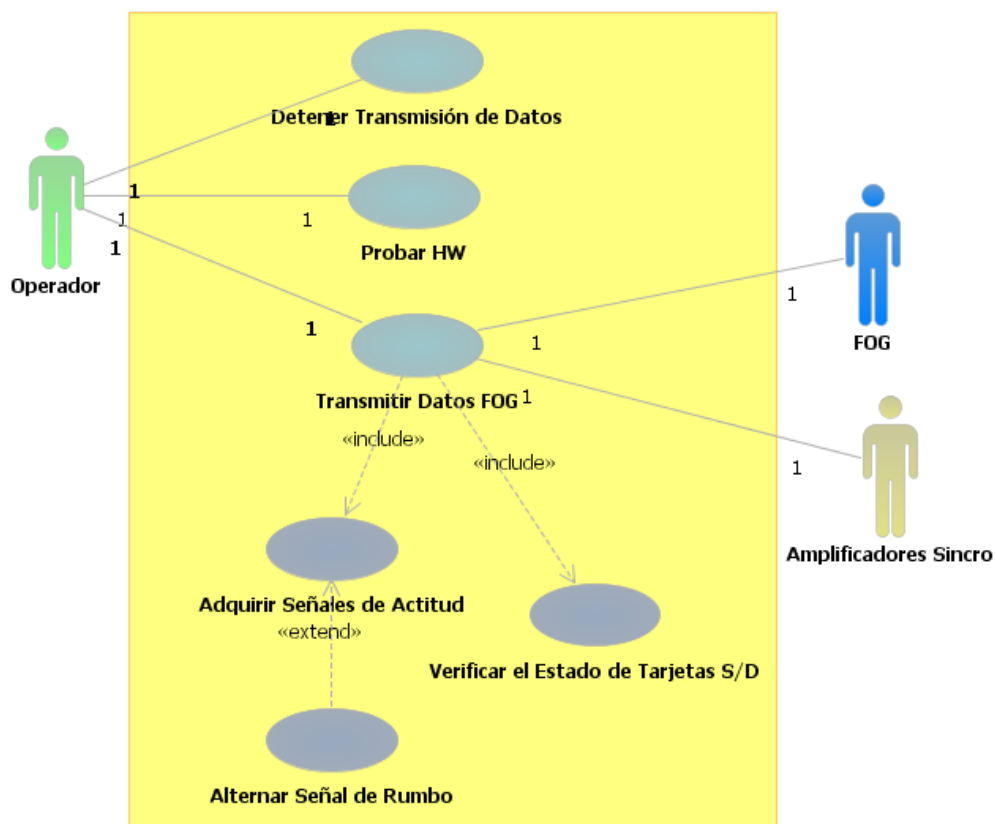 Detener Transmisión de Datos
1
1
1
1
1
Probar HW
Operador
1
1
1
1
FOG
Transmitir Datos FOG
1
«include»
«include»
1
Amplificadores Sincro
Adquirir Señales de Actitud
«extend»
Verificar el Estado de Tarjetas S/D
Alternar Señal de Rumbo